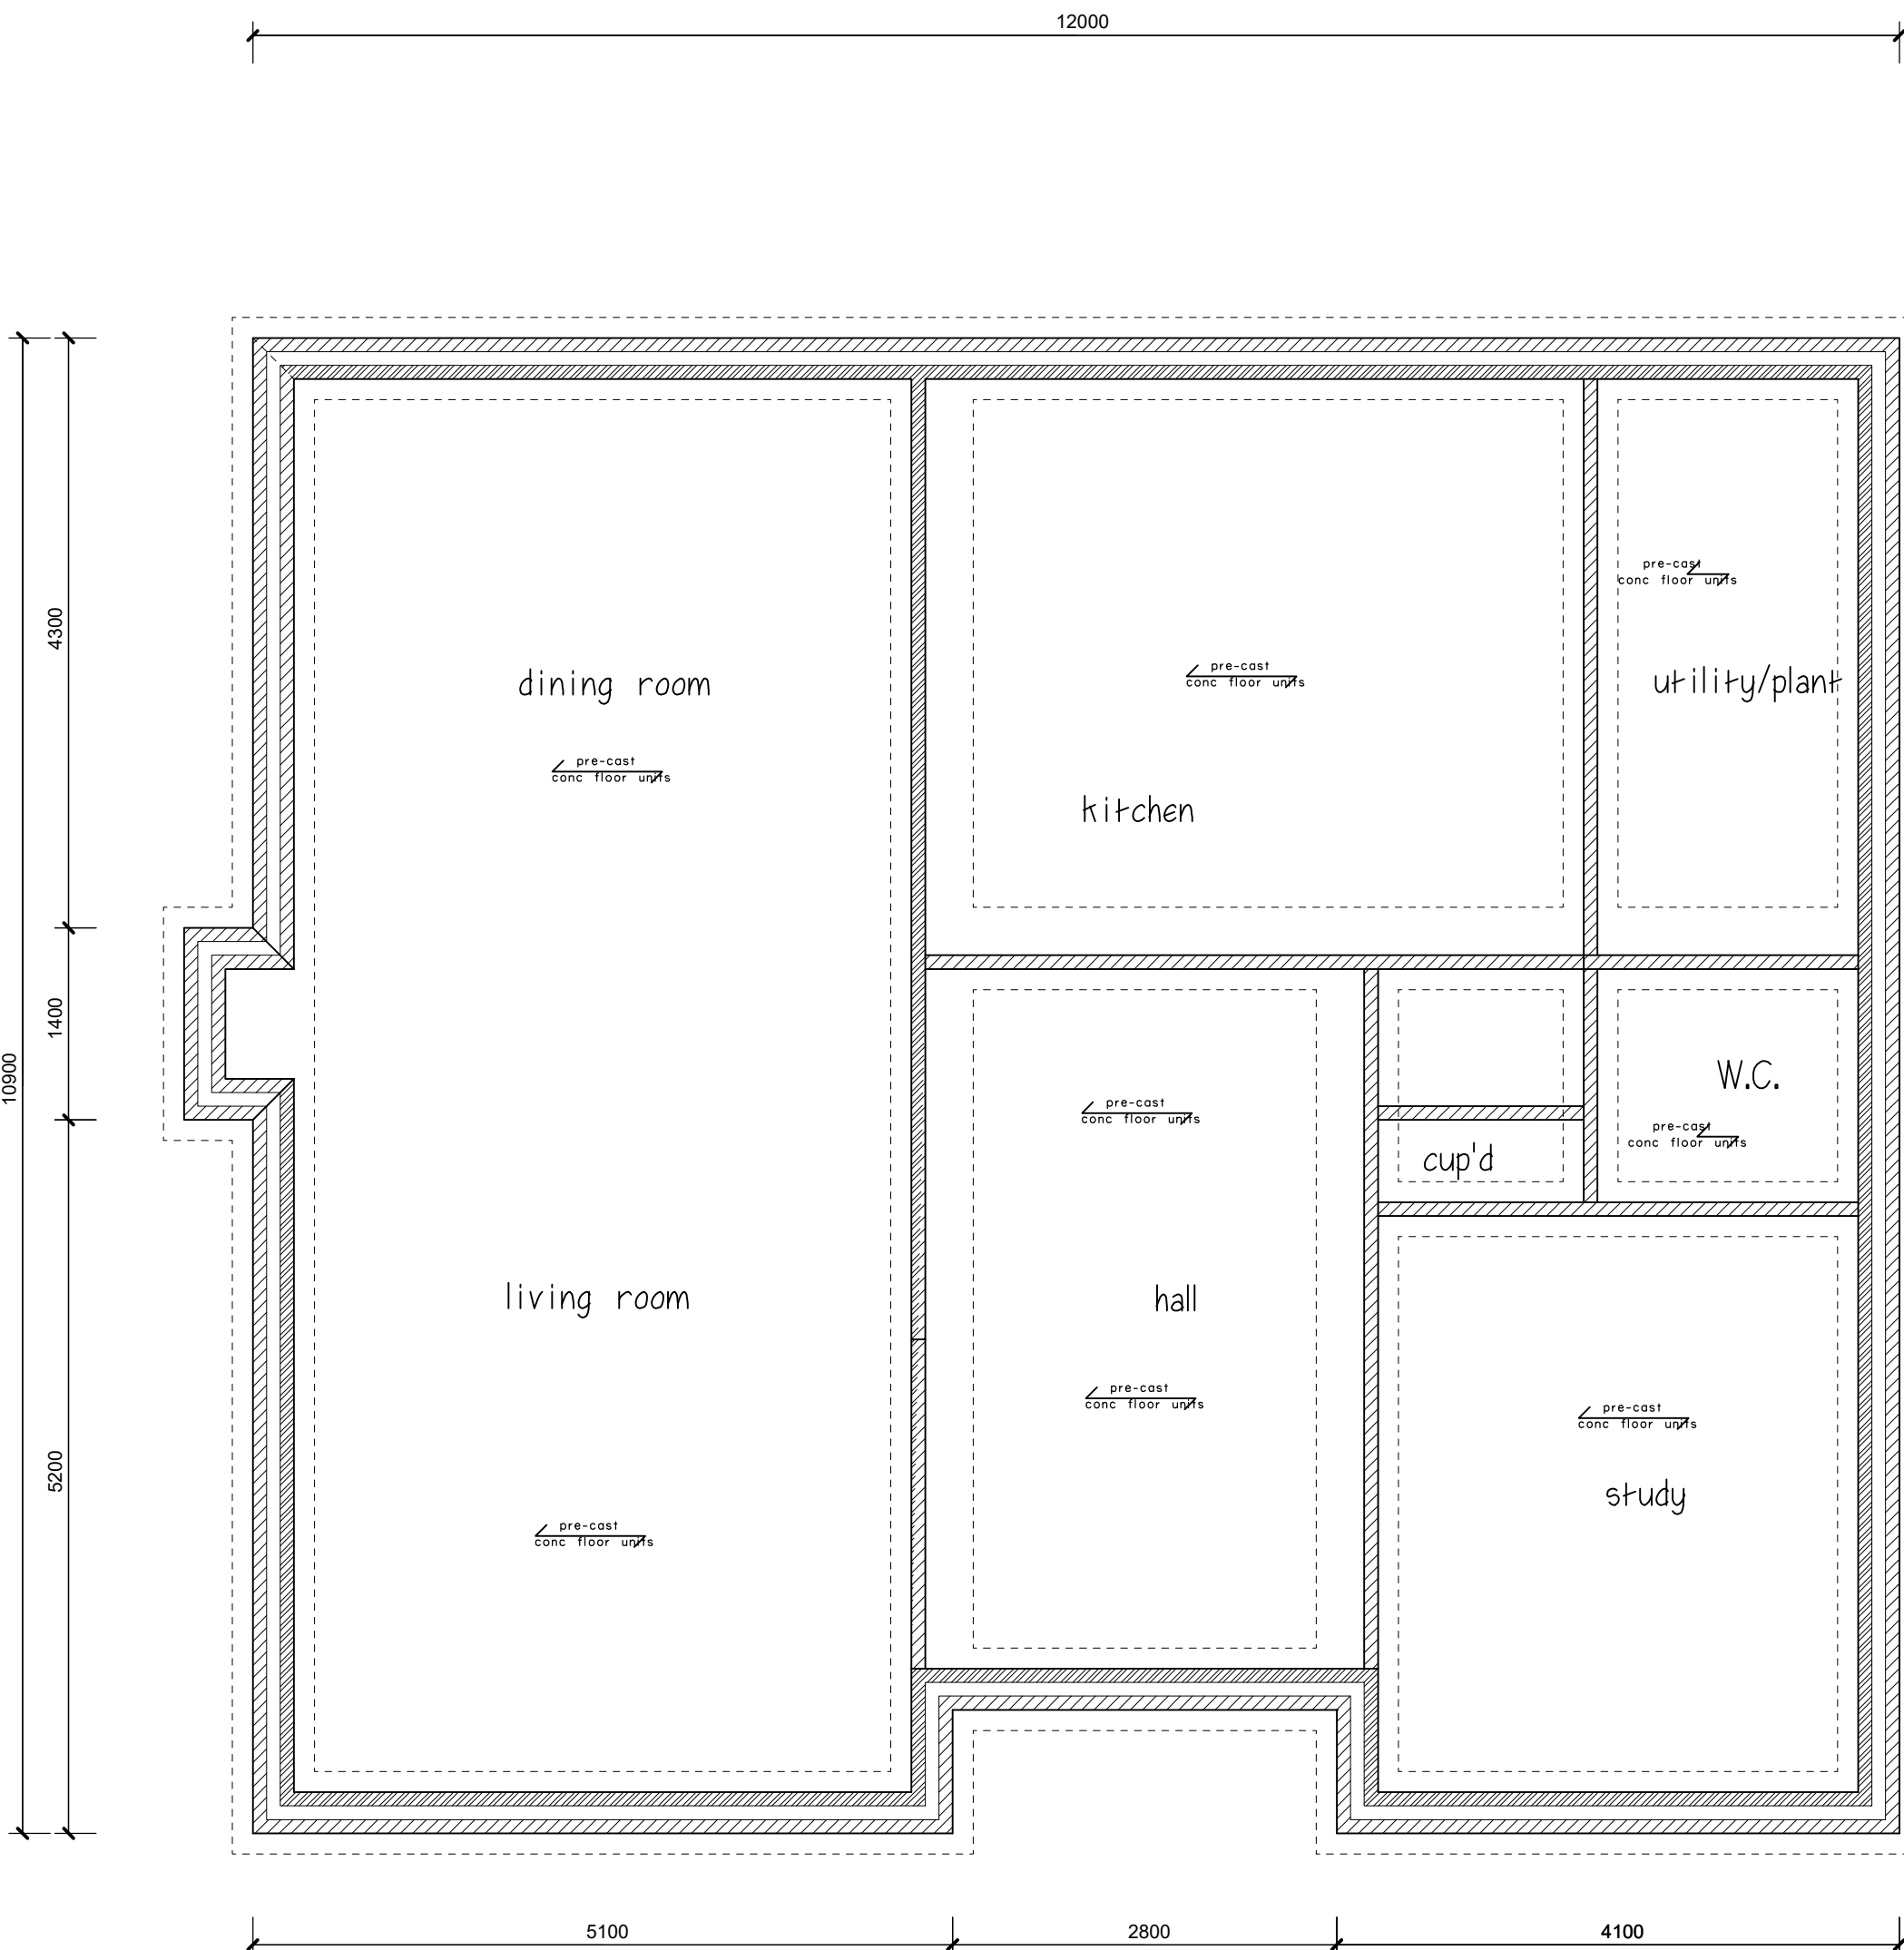 12000
pre-cast
conc floor units
utility/plant
4300
dining room
pre-cast
conc floor units
pre-cast
conc floor units
kitchen
1400
10900
W.C.
pre-cast
conc floor units
pre-cast
conc floor units
cup'd
living room
hall
pre-cast
conc floor units
pre-cast
conc floor units
study
5200
pre-cast
conc floor units
5100
2800
4100